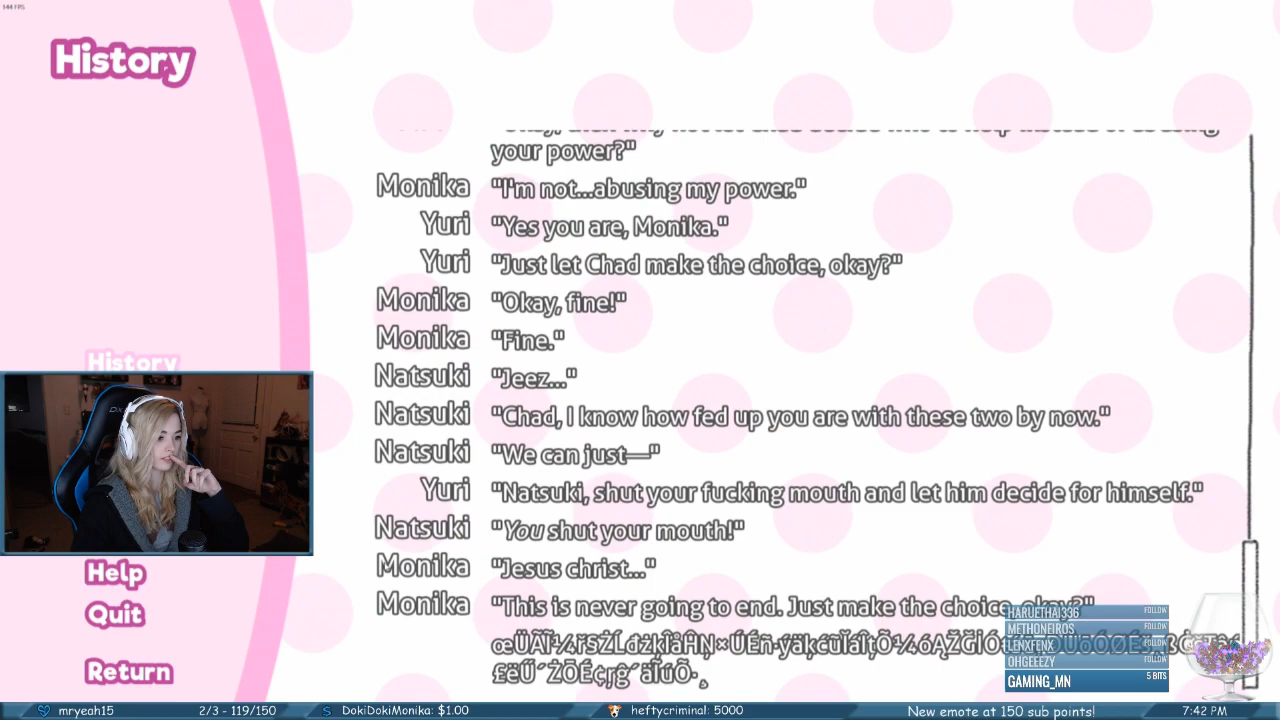 144 FPS
History
your power?"
Monika "I'm not...abusing my power."
Yuri "Yes you are, Monika."
Yuri "Just let Chad make the choice, okay?"
Monika "Okay, fine!"
Monika "Fine."
Natsuki "Jeez..."
History
Natsuki "Chad, I know how fed up you are with these two by now."
Natsuki "We can just—"
Yuri "Natsuki, shut your fucking mouth and let him decide for himself."
Natsuki "You shut your mouth!"
Monika "Jesus christ..."
Help
Monika "This is never going to end. Just make the choice, okay?"
Quit
Return
HARUETHAI336 FOLLOW
METHONEIROS FOLLOW
LENXFENX FOLLOW
OHGEEEZY FOLLOW
GAMING_MN 5 BITS
mryeah15 2/3 - 119/150 DokiDokiMonika: $1.00 heftycriminal: 5000 New emote at 150 sub points! 7:42 PM